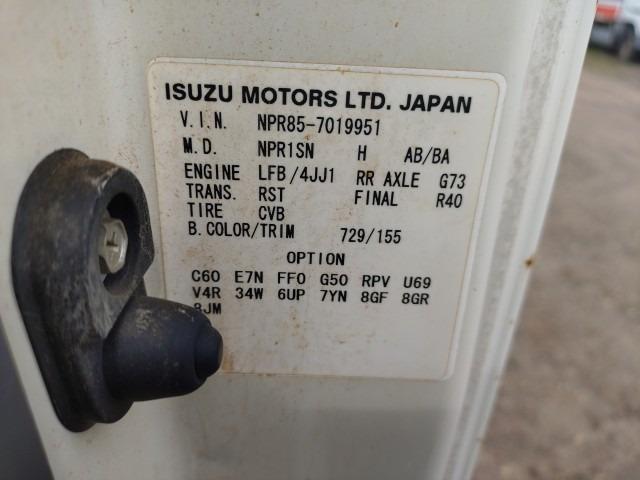 ISUZU MOTORS LTD. JAPAN
V.I.N. NPR85-7019951
M.D. NPR1SN H AB/BA
ENGINE LFB/4JJ1 RR AXLE G73
TRANS. RST FINAL R40
TIRE CVB
B.COLOR/TRIM 729/155
OPTION
C60 E7N FF0 G50 RPV U69
V4R 34W 6UP 7YN 8GF 8GR
8JM